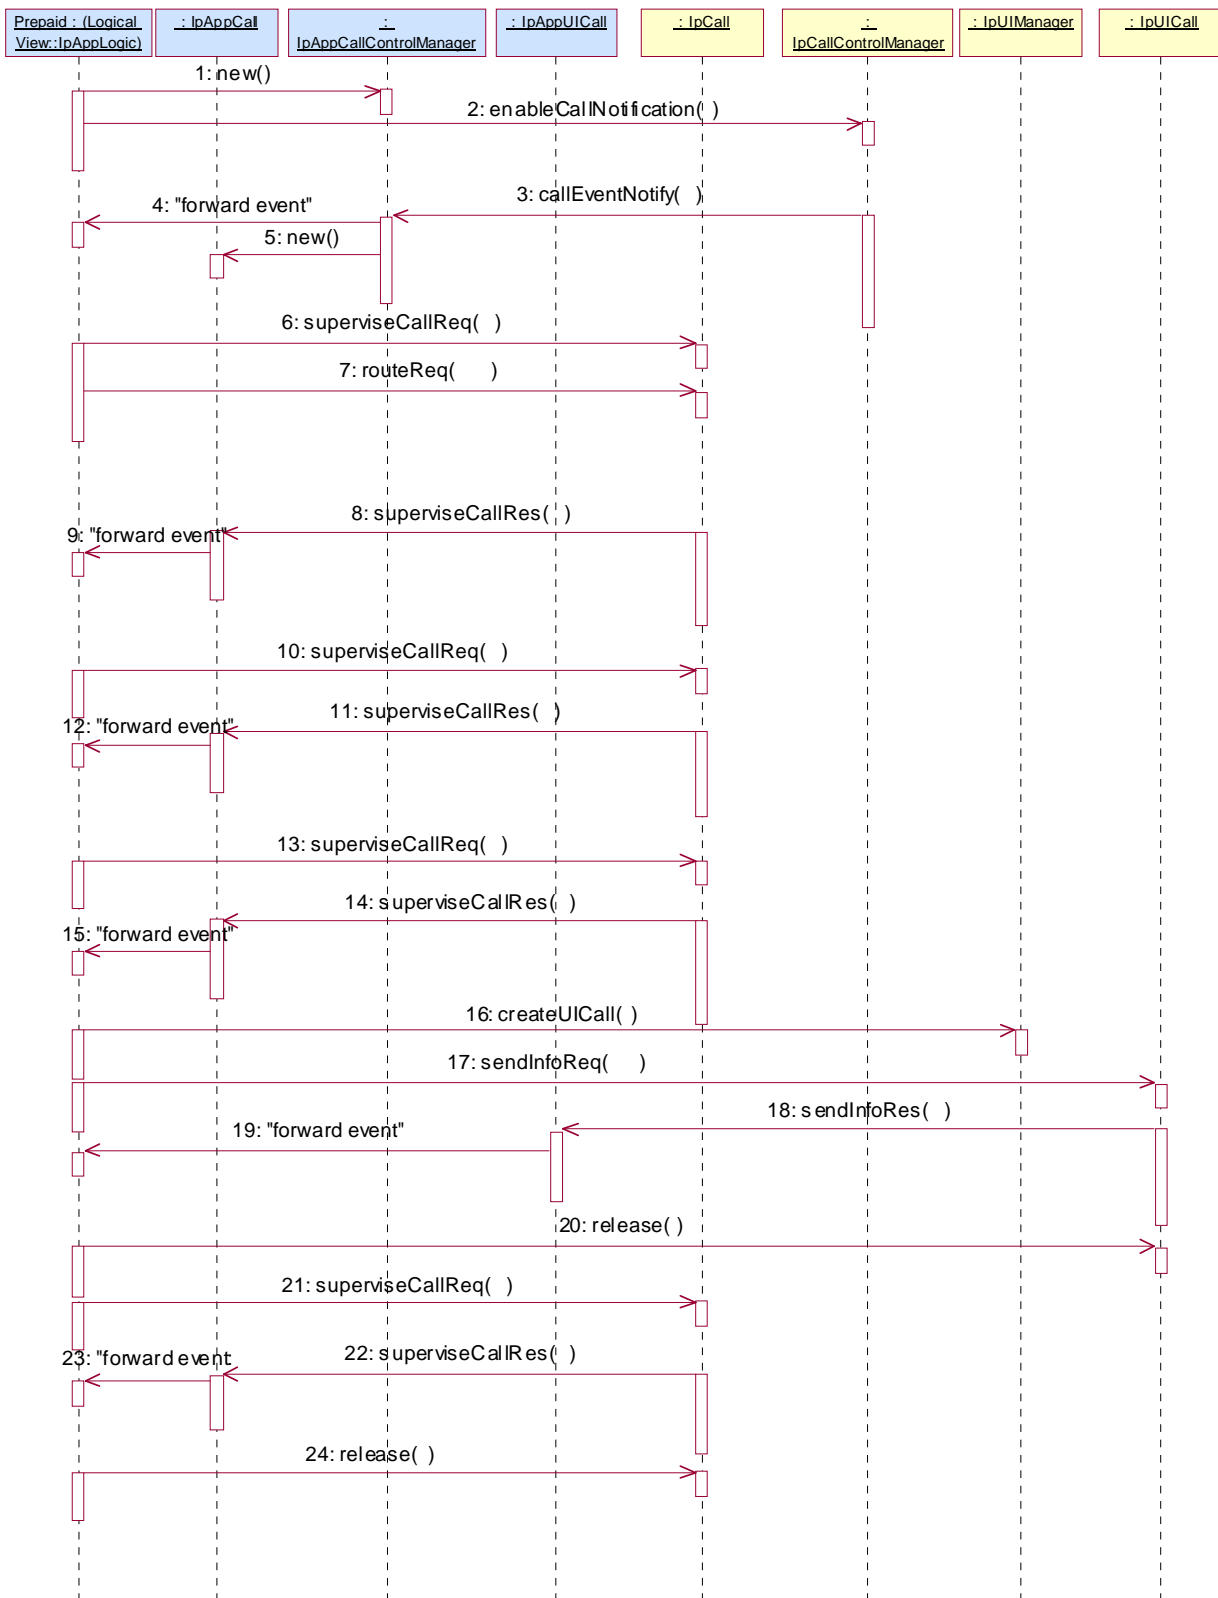 Prepaid : (Logical View::IpAppLogic)
: IpAppCall
: IpAppCallControlManager
: IpAppUICall
: IpCall
: IpCallControlManager
: IpUIManager
: IpUICall
1: new()
2: enableCallNotification( )
3: callEventNotify( )
4: "forward event"
5: new()
6: superviseCallReq( )
7: routeReq( )
8: superviseCallRes( )
9: "forward event"
10: superviseCallReq( )
11: superviseCallRes( )
12: "forward event"
13: superviseCallReq( )
14: superviseCallRes( )
15: "forward event"
16: createUICall( )
17: sendInfoReq( )
18: sendInfoRes( )
19: "forward event"
20: release( )
21: superviseCallReq( )
22: superviseCallRes( )
23: "forward event
24: release( )